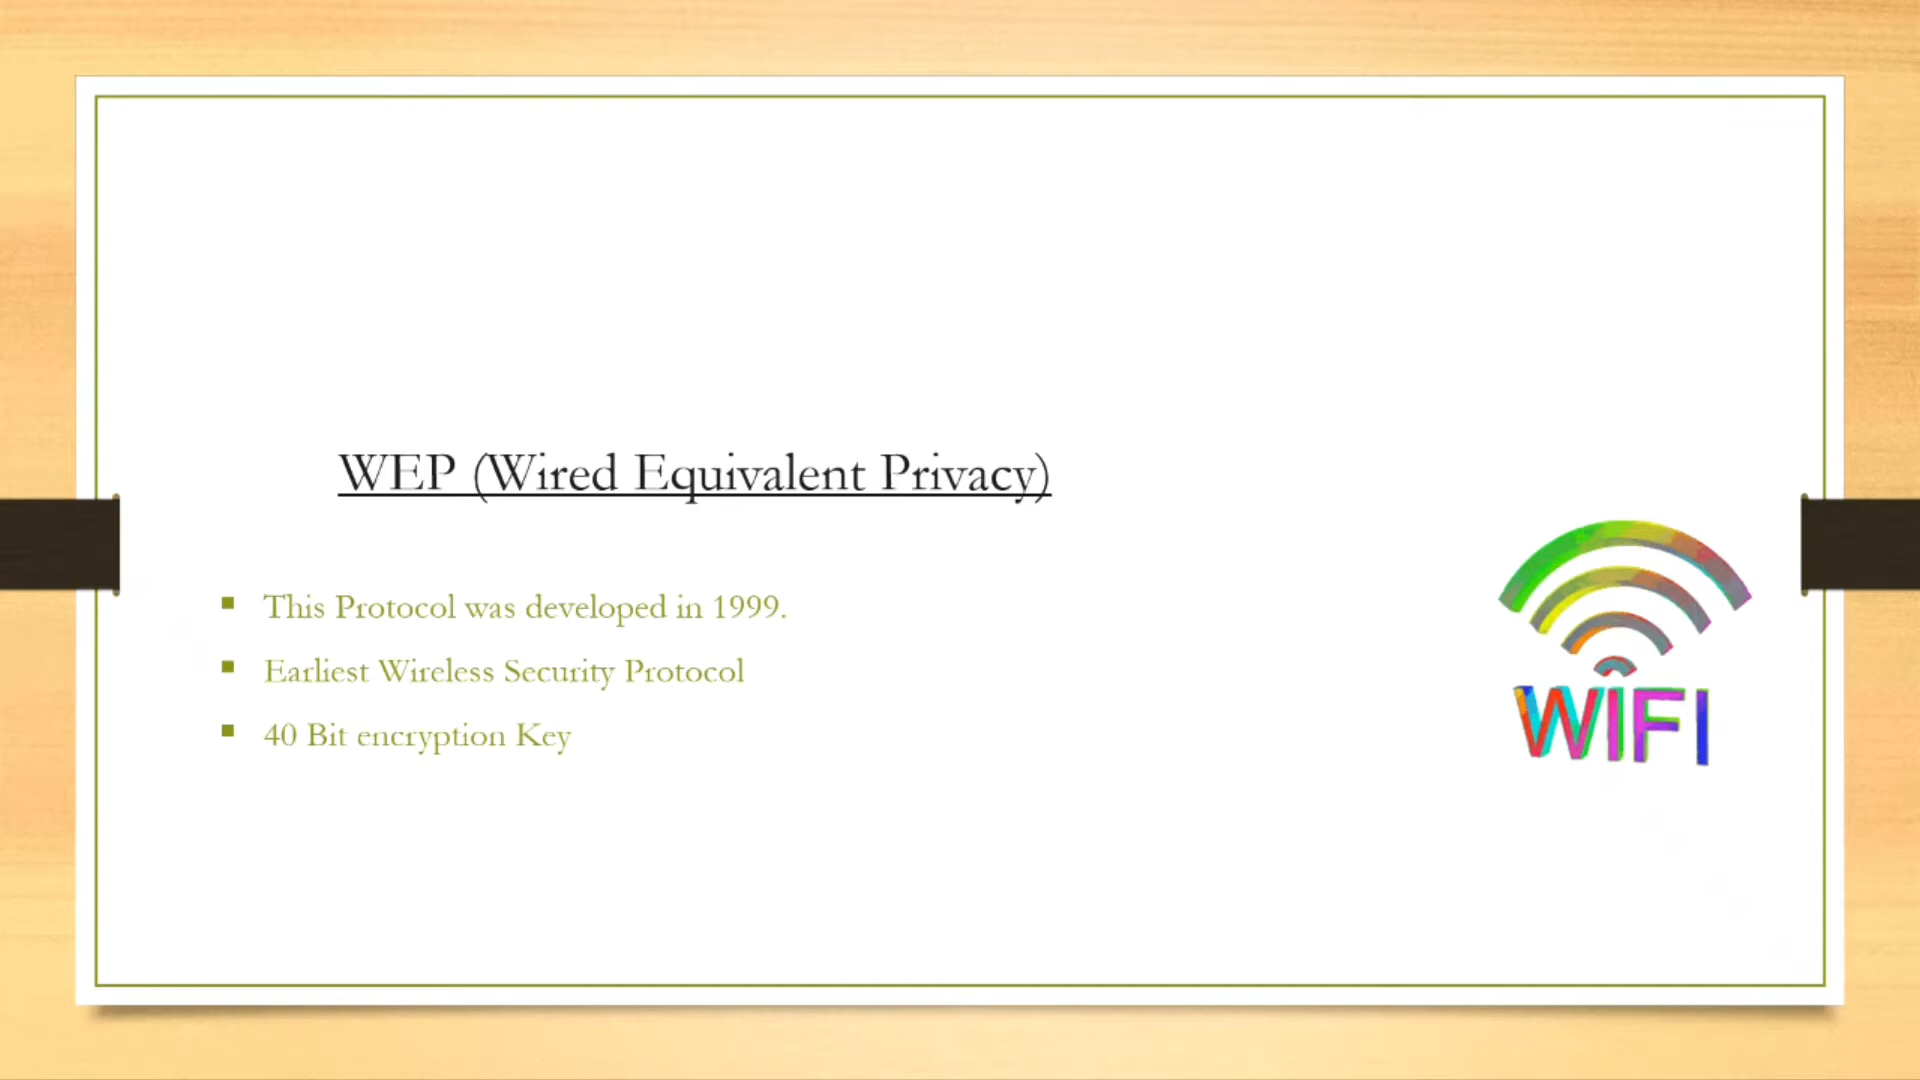 WEP (Wired Equivalent Privacy)
This Protocol was developed in 1999.
Earliest Wireless Security Protocol
40 Bit encryption Key
WIFI